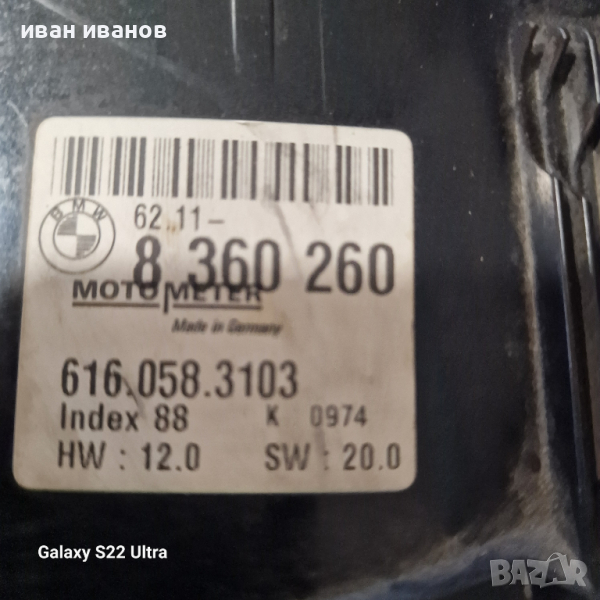 иван иванов
BMW
62.11-
8 360 260
MOTOMETER
Made in Germany
616.058.3103
Index 88 K 0974
HW : 12.0 SW : 20.0
Galaxy S22 Ultra
BAZAR